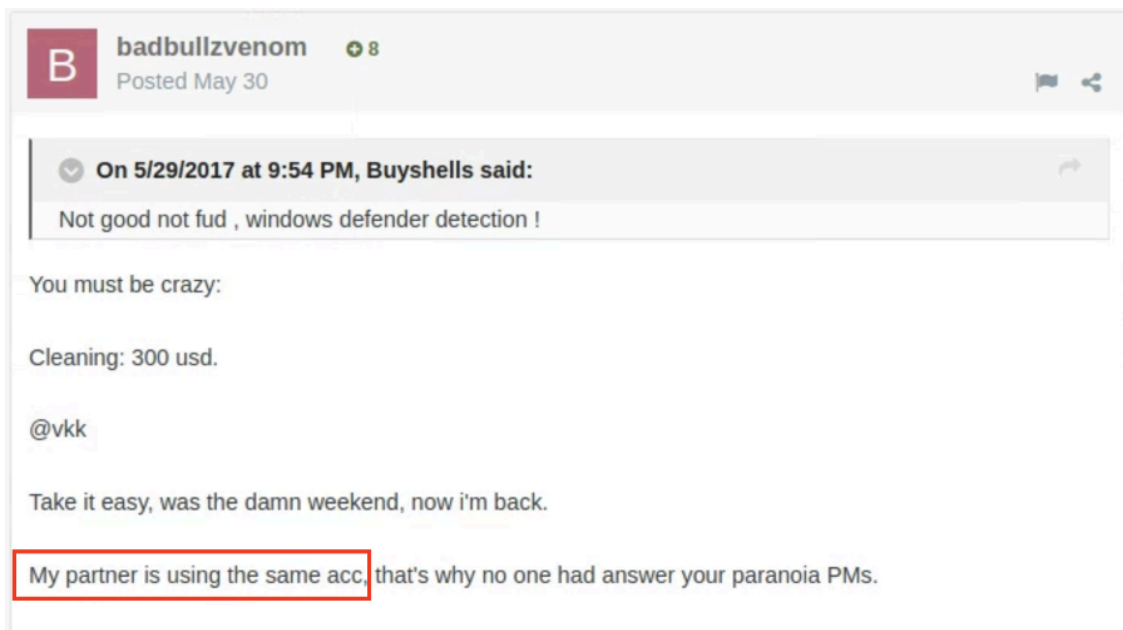 B
badbullzvenom 8
Posted May 30
On 5/29/2017 at 9:54 PM, Buyshells said:
Not good not fud , windows defender detection !
You must be crazy:
Cleaning: 300 usd.
@vkk
Take it easy, was the damn weekend, now i'm back.
My partner is using the same acc, that's why no one had answer your paranoia PMs.